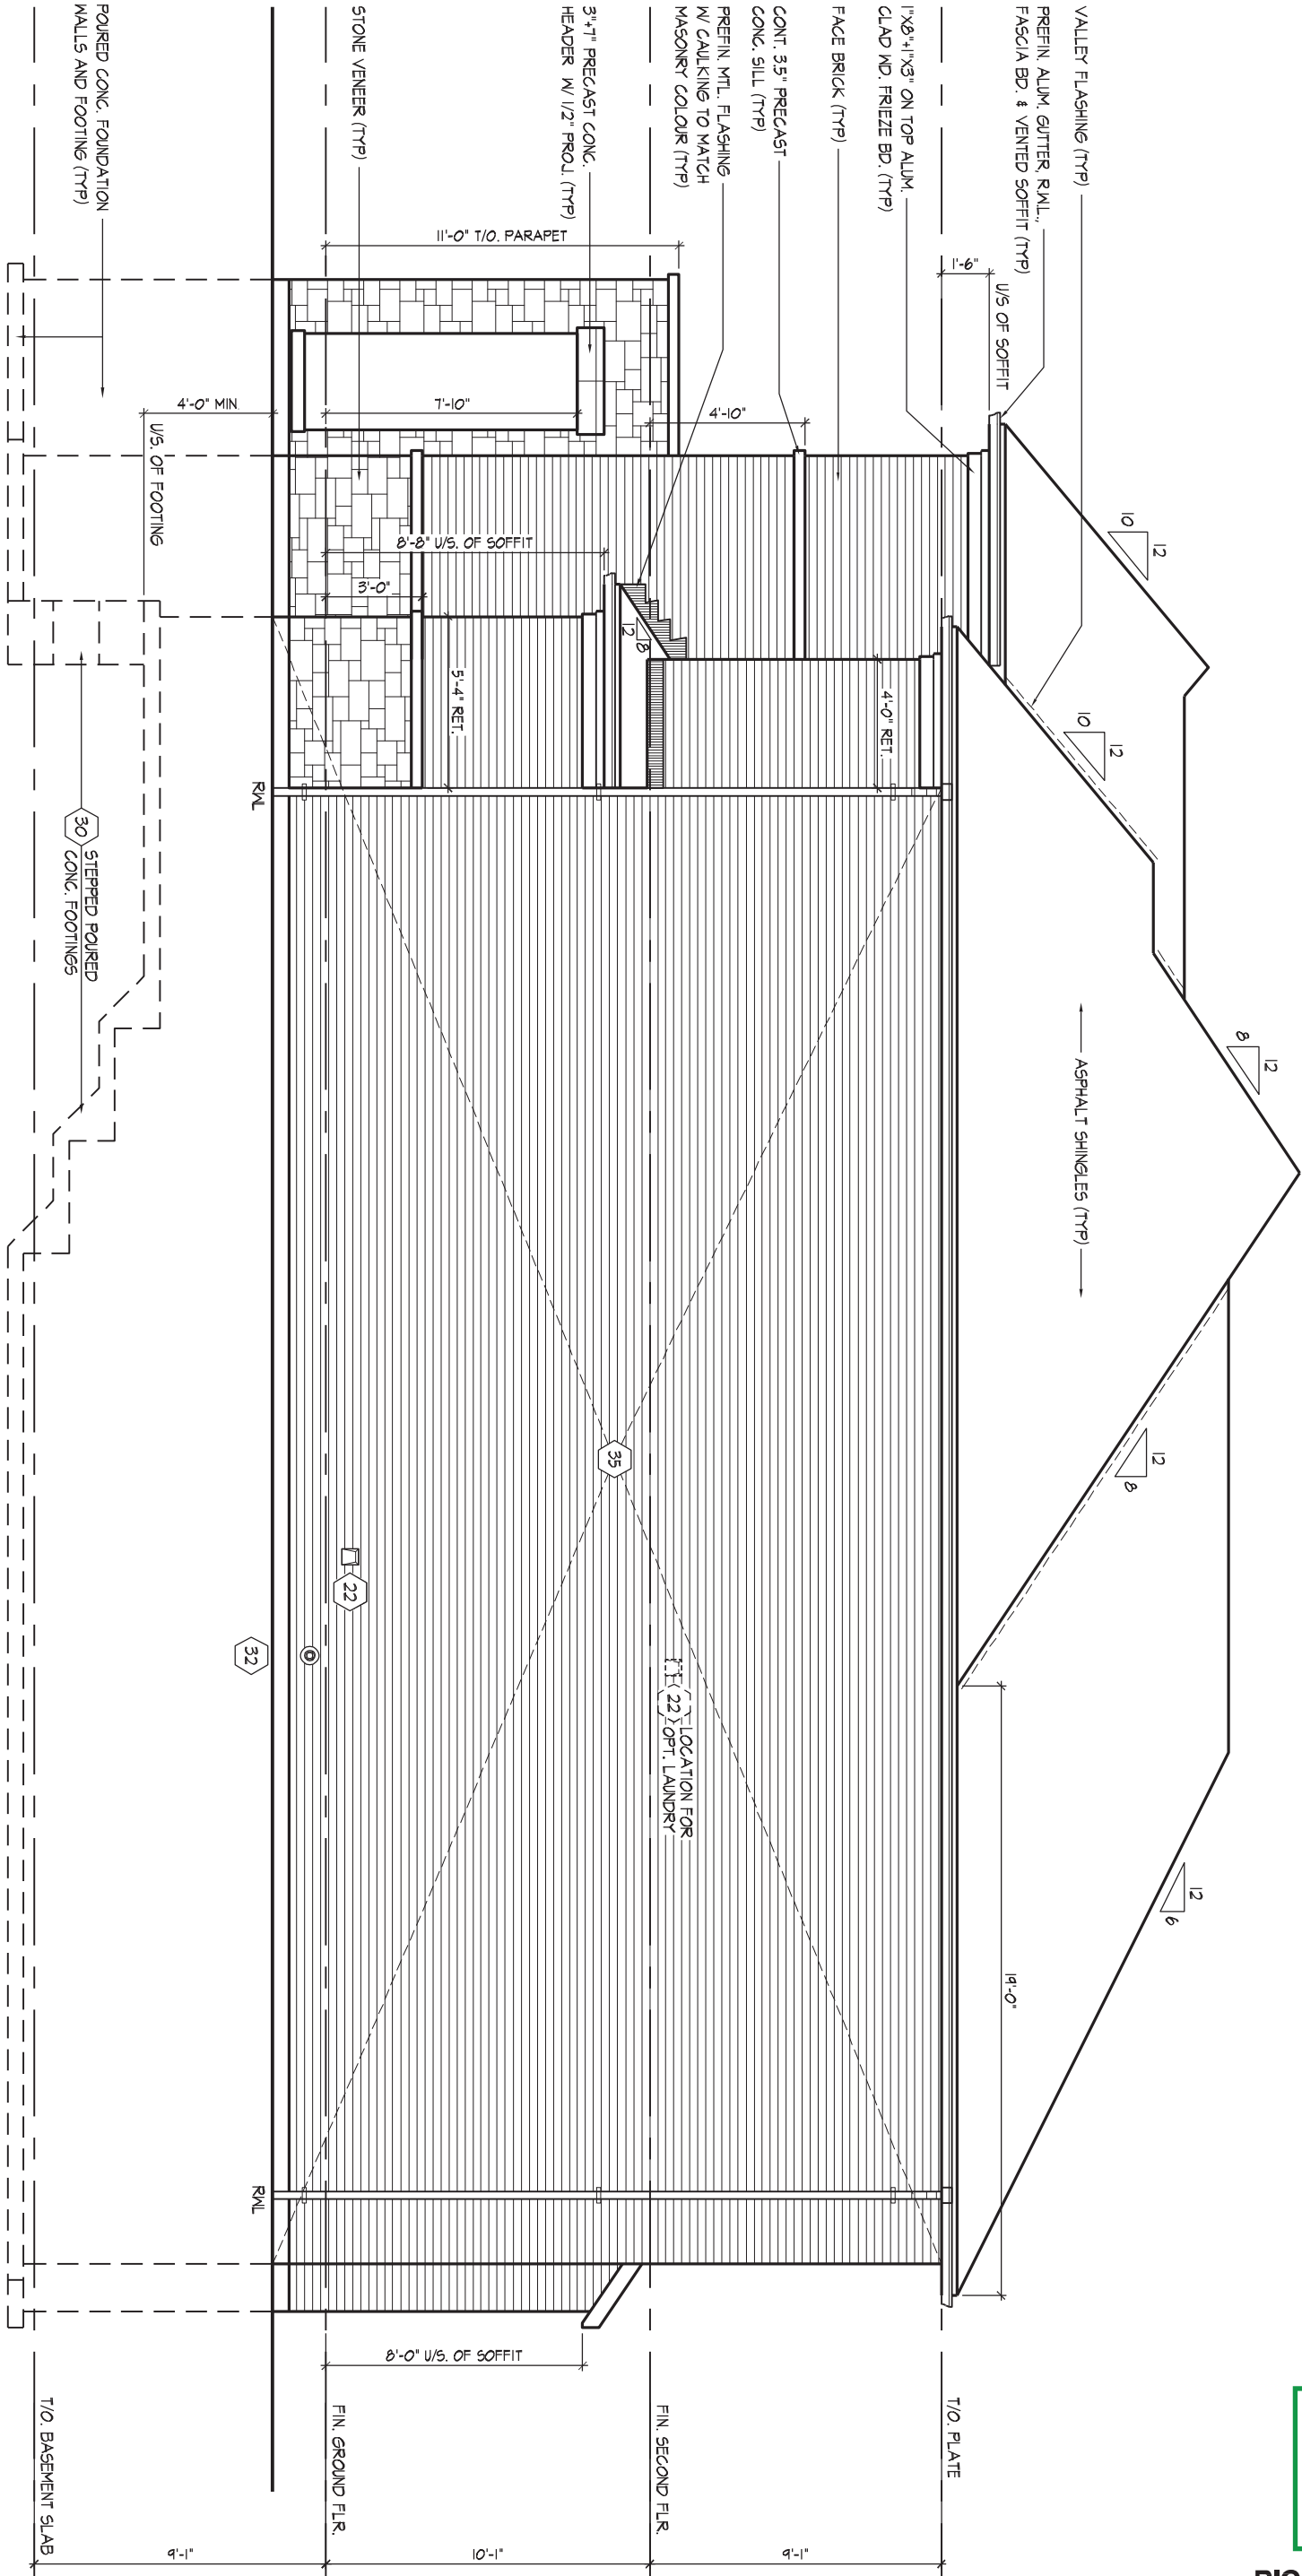 VALLEY FLASHING (TYP)
PREFIN. ALUM. GUTTER, R.W.L.,
FASCIA BD. & VENTED SOFFIT (TYP)
1"X8"+1"X3" ON TOP ALUM.
CLAD WD. FRIEZE BD. (TYP)
FACE BRICK (TYP)
CONT. 3.5" PRECAST
CONC. SILL (TYP)
PREFIN. MTL. FLASHING
W/ CAULKING TO MATCH
MASONRY COLOUR (TYP)
3"+7" PRECAST CONC.
HEADER W/ 1/2" PROJ. (TYP)
STONE VENEER (TYP)
POURED CONC. FOUNDATION
WALLS AND FOOTING (TYP)
1'-6"
U/S OF SOFFIT
11'-0" T/O. PARAPET
7'-10"
4'-10"
4'-0" MIN.
U/S. OF FOOTING
8'-8" U/S. OF SOFFIT
3'-0"
5'-4" RET.
4'-0" RET.
12
8
12
10
12
10
12
8
12
8
12
6
ASPHALT SHINGLES (TYP)
19'-0"
RWL
RWL
30
STEPPED POURED
CONC. FOOTINGS
35
22
32
22
LOCATION FOR
OPT. LAUNDRY
8'-0" U/S. OF SOFFIT
T/O. PLATE
FIN. SECOND FLR.
FIN. GROUND FLR.
T/O. BASEMENT SLAB
9'-1"
10'-1"
9'-1"